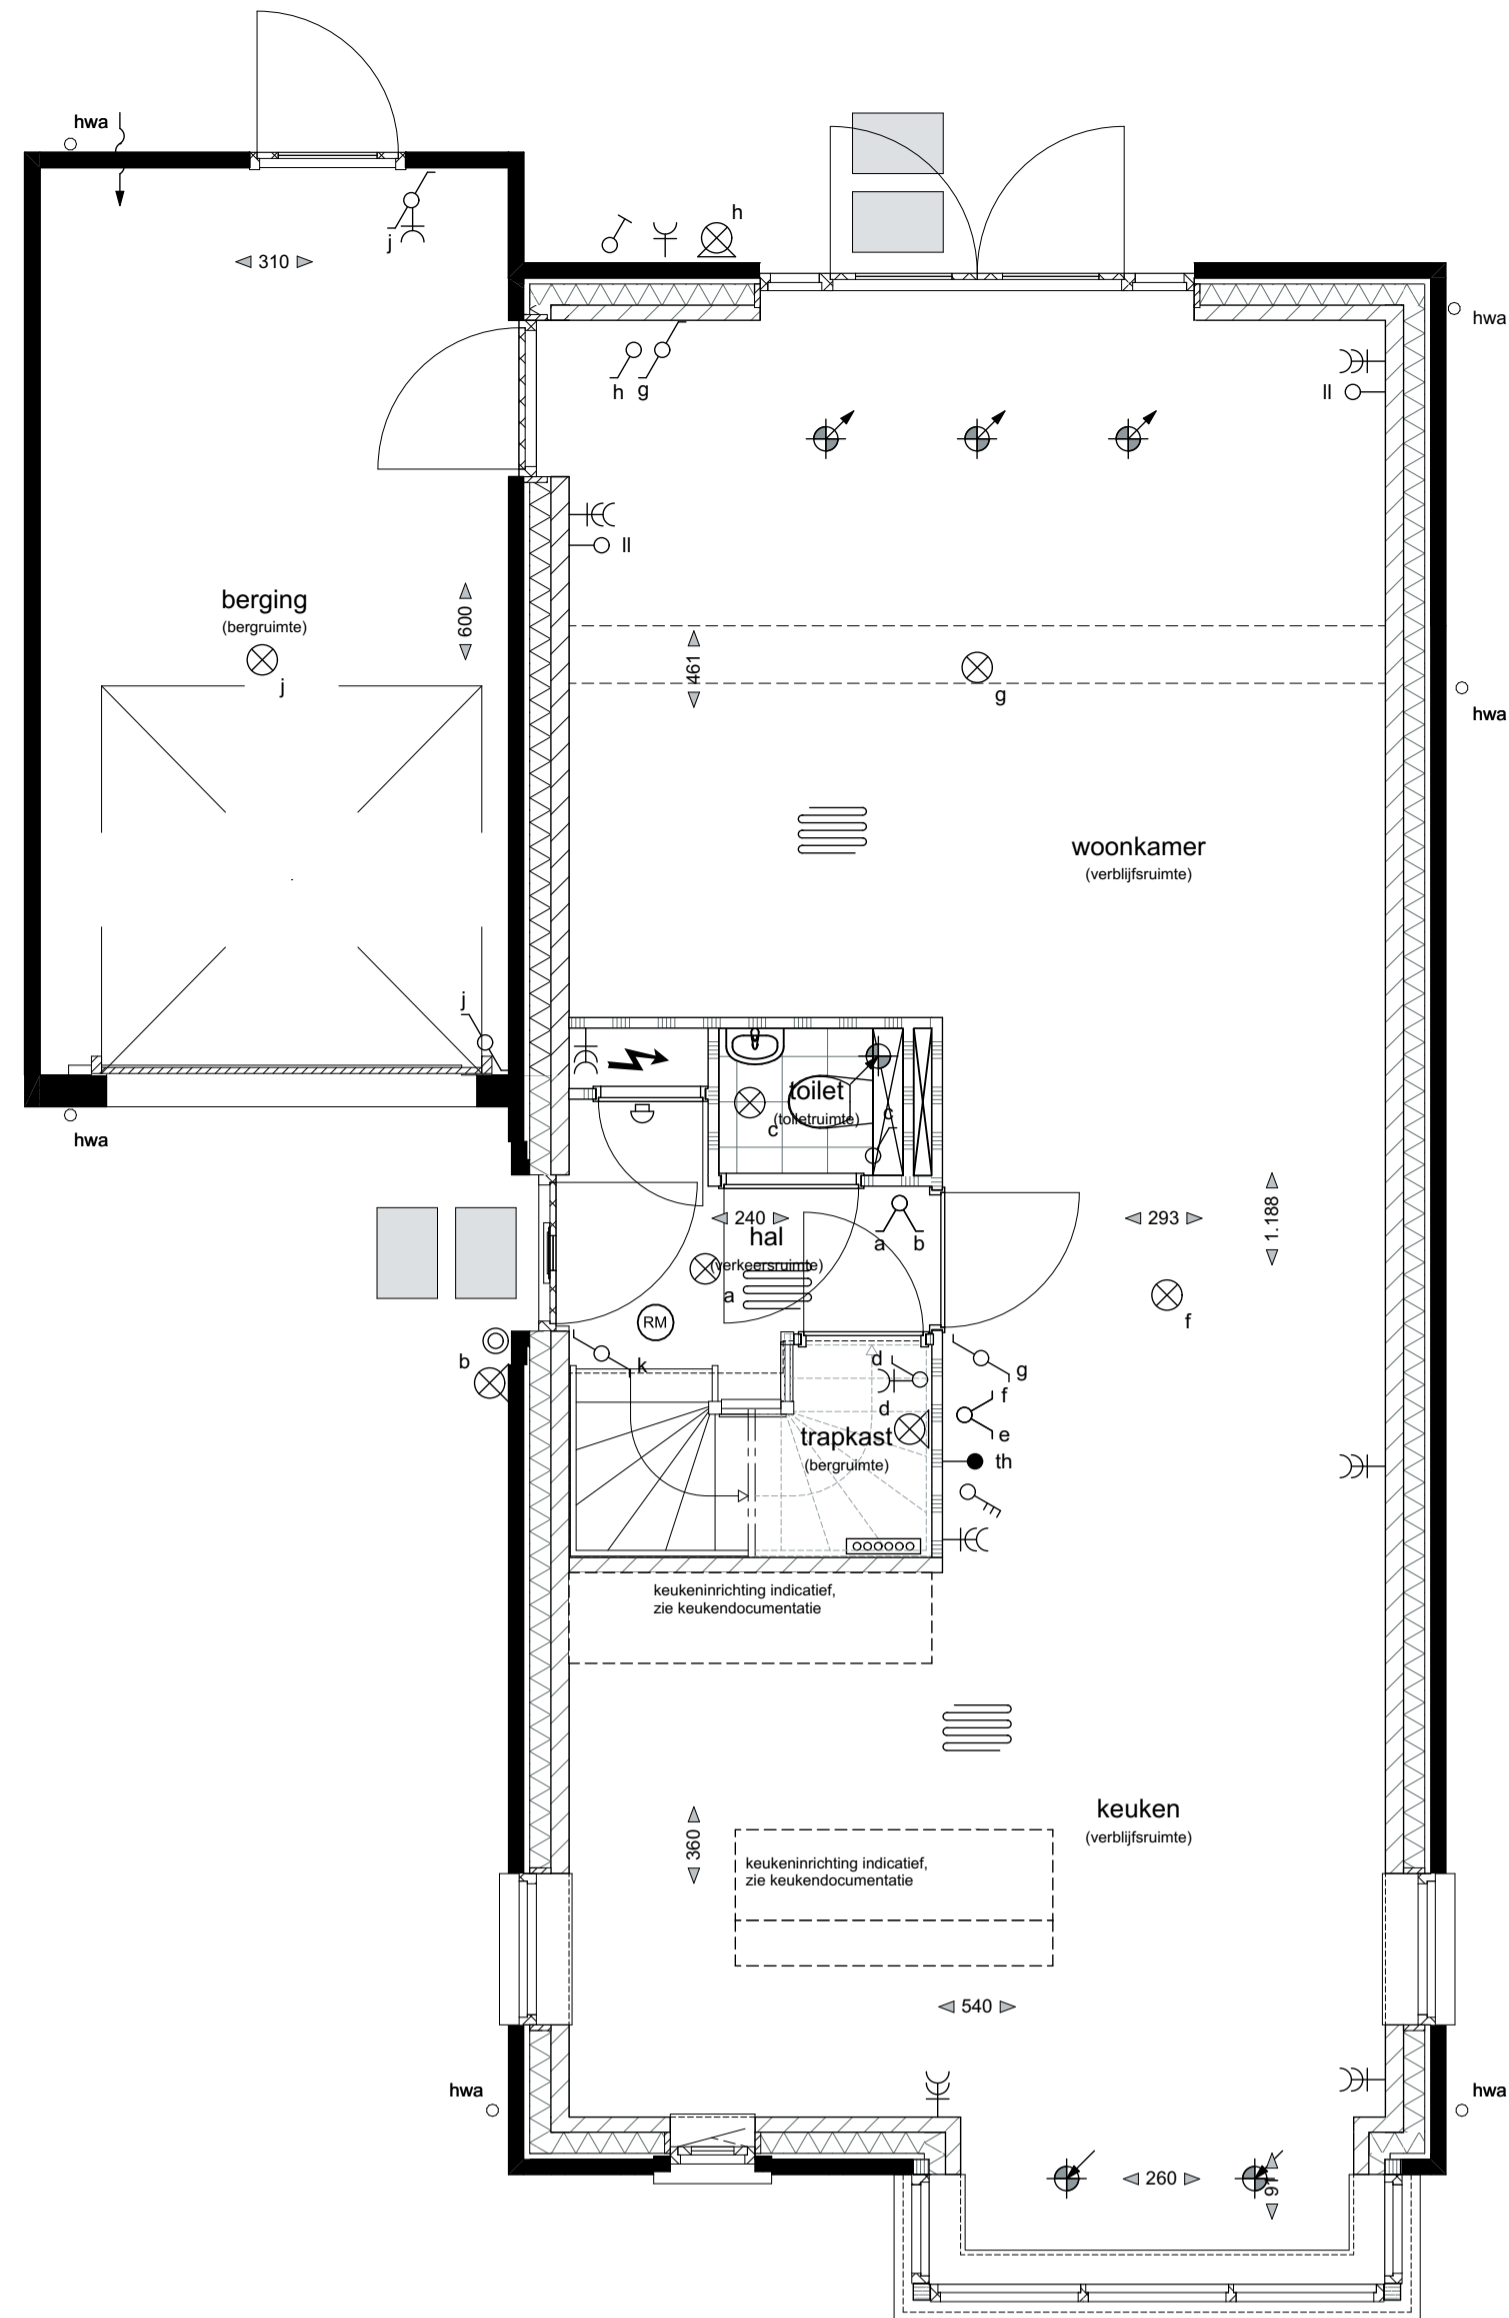 hwa
j
310
h
h g
hwa
ll
ll
berging
(bergruimte)
600
j
461
g
hwa
woonkamer
(verblijfsruimte)
j
toilet
(toiletruimte)
c
c
hwa
240
hal
(verkeersruimte)
a
a b
293
1.188
f
RM
k
b
d
d
g
f
e
trapkast
(bergruimte)
th
keukeninrichting indicatief,
zie keukendocumentatie
keuken
(verblijfsruimte)
360
keukeninrichting indicatief,
zie keukendocumentatie
540
hwa
hwa
260
91